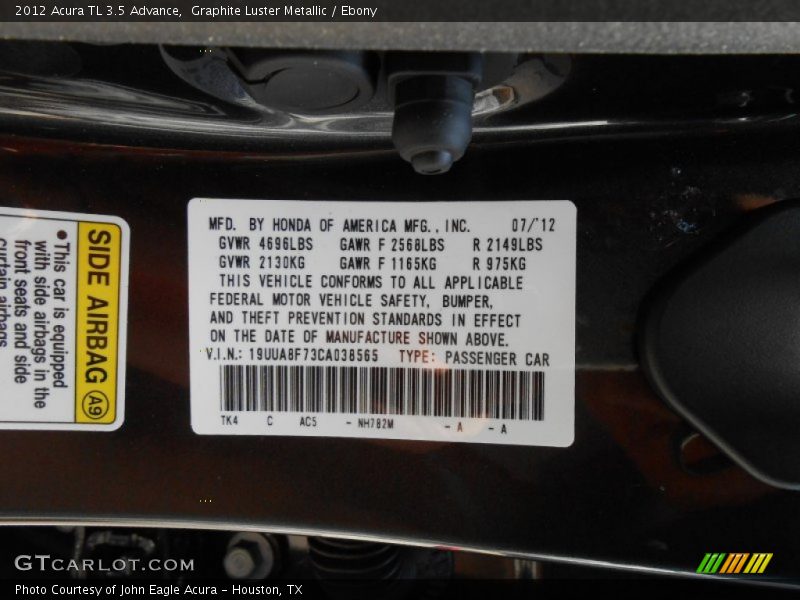 2012 Acura TL 3.5 Advance,  Graphite Luster Metallic / Ebony
MFD. BY HONDA OF AMERICA MFG., INC. 07/'12
GVWR 4696LBS GAWR F 2568LBS R 2149LBS
GVWR 2130KG GAWR F 1165KG R 975KG
THIS VEHICLE CONFORMS TO ALL APPLICABLE
FEDERAL MOTOR VEHICLE SAFETY, BUMPER,
AND THEFT PREVENTION STANDARDS IN EFFECT
ON THE DATE OF MANUFACTURE SHOWN ABOVE.
V.I.N.: 19UUA8F73CA038565 TYPE: PASSENGER CAR
TK4 C AC5 - NH782M - A - A
SIDE AIRBAG A9
•This car is equipped
with side airbags in the
front seats and side
curtain airbags
GTCARLOT.COM
Photo Courtesy of John Eagle Acura - Houston, TX